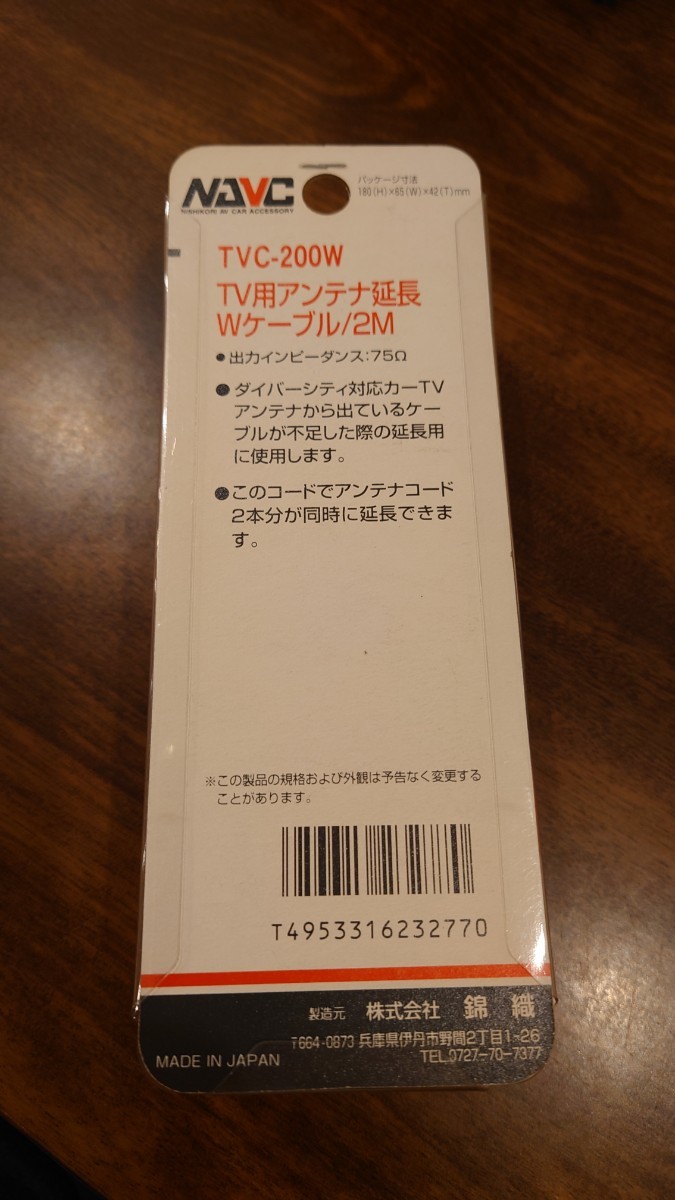 NAVC
NISHIKORI AV CAR ACCESSORY
パッケージ寸法
180(H)×65(W)×42(T)mm
TVC-200W
TV用アンテナ延長
Wケーブル/2M
●出力インピーダンス:75Ω
●ダイバーシティ対応カーTV
アンテナから出ているケー
ブルが不足した際の延長用
に使用します。
●このコードでアンテナコード
2本分が同時に延長できま
す。
※この製品の規格および外観は予告なく変更する
ことがあります。
T4953316232770
製造元 株式会社 錦織
〒664-0873 兵庫県伊丹市野間2丁目1-26
TEL.0727-70-7377
MADE IN JAPAN